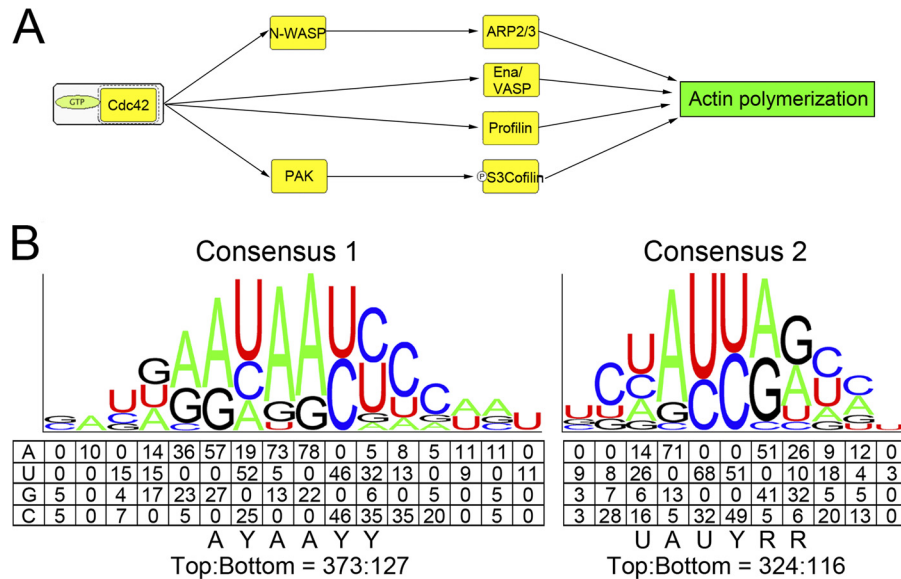 A
N-WASP
ARP2/3
GTP
Cdc42
Ena/
VASP
Actin polymerization
Profilin
PAK
P
S3Cofilin
B
Consensus 1
A 0 10 0 14 36 57 19 73 78 0 5 8 5 11 11 0
U 0 0 15 15 0 0 52 5 0 46 32 13 0 9 0 11
G 5 0 4 17 23 27 0 13 22 0 6 0 5 0 5 0
C 5 0 7 0 5 0 25 0 0 46 35 35 20 0 0 0
A Y A A Y Y
Top:Bottom = 373:127
Consensus 2
0 0 14 71 0 0 51 26 9 12 0
9 8 26 0 68 51 0 10 18 4 3
3 7 6 13 0 0 41 32 5 5 0
3 28 16 5 32 49 5 6 20 13 0
U A U Y R R
Top:Bottom = 324:116